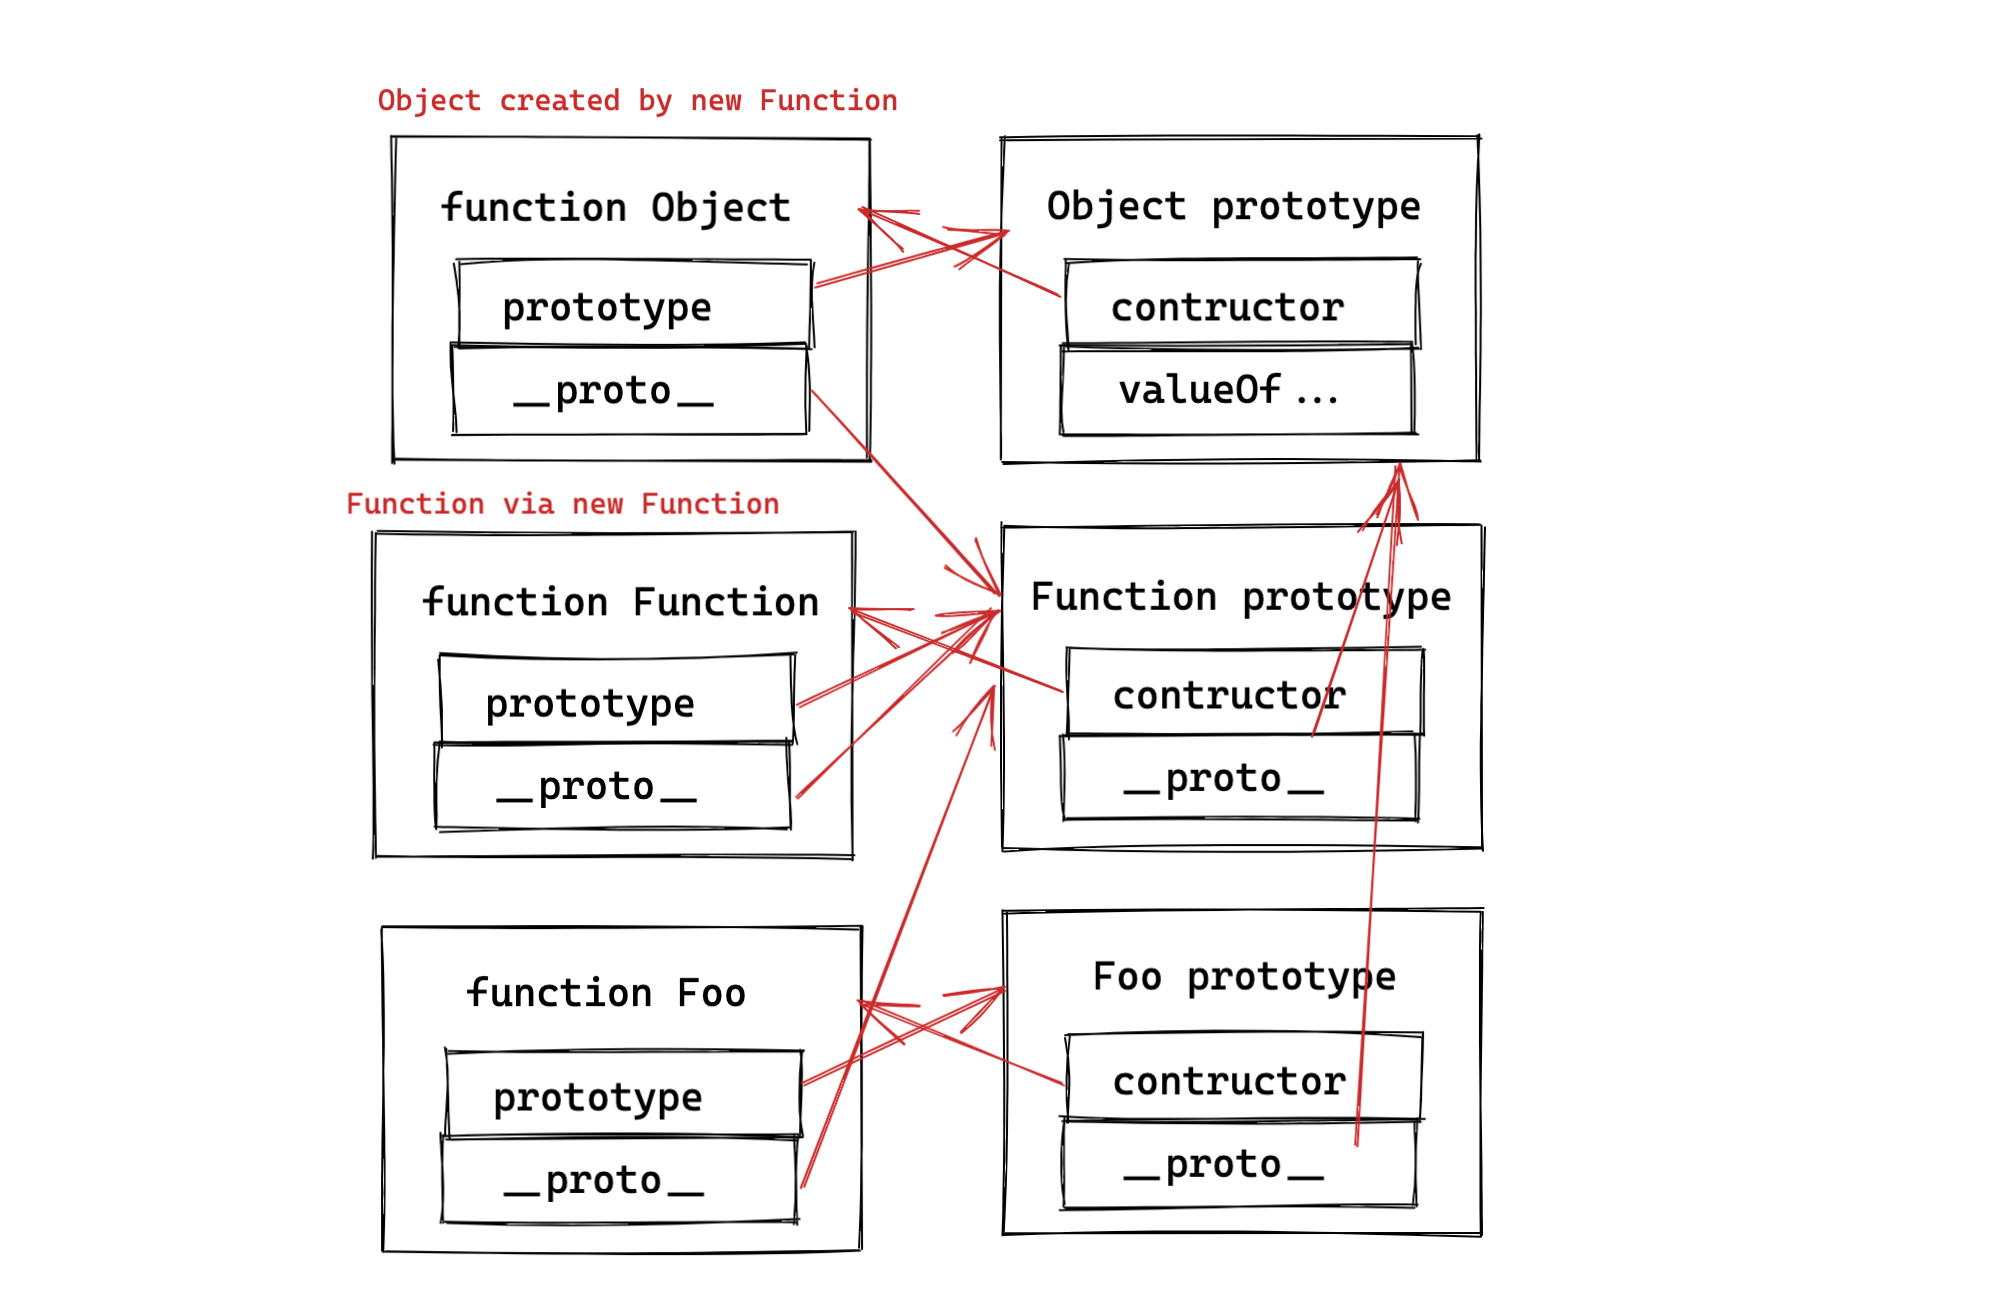 Object created by new Function
function Object
prototype
__proto__
Object prototype
contructor
valueOf...
Function via new Function
function Function
prototype
__proto__
Function prototype
contructor
__proto__
function Foo
prototype
__proto__
Foo prototype
contructor
__proto__